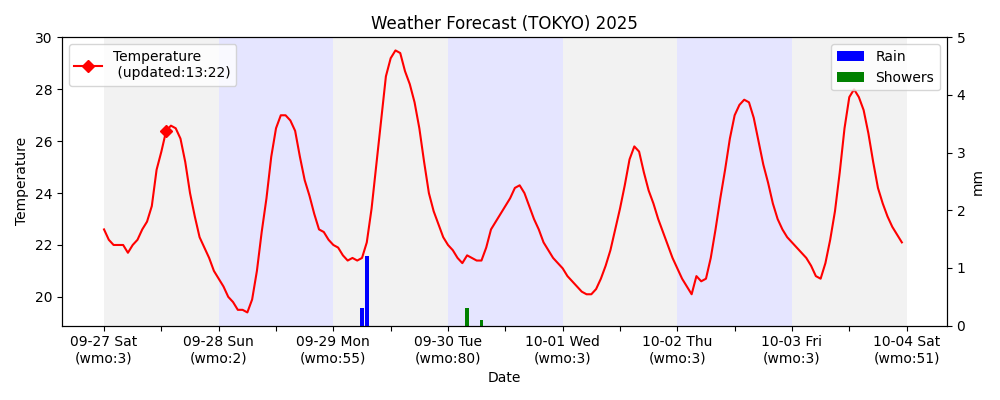 Weather Forecast (TOKYO) 2025
Temperature
(updated:13:22)
Rain
Showers
Temperature
30
28
26
24
22
20
5
4
3
2
1
0
mm
09-27 Sat
(wmo:3)
09-28 Sun
(wmo:2)
09-29 Mon
(wmo:55)
09-30 Tue
(wmo:80)
10-01 Wed
(wmo:3)
10-02 Thu
(wmo:3)
10-03 Fri
(wmo:3)
10-04 Sat
(wmo:51)
Date